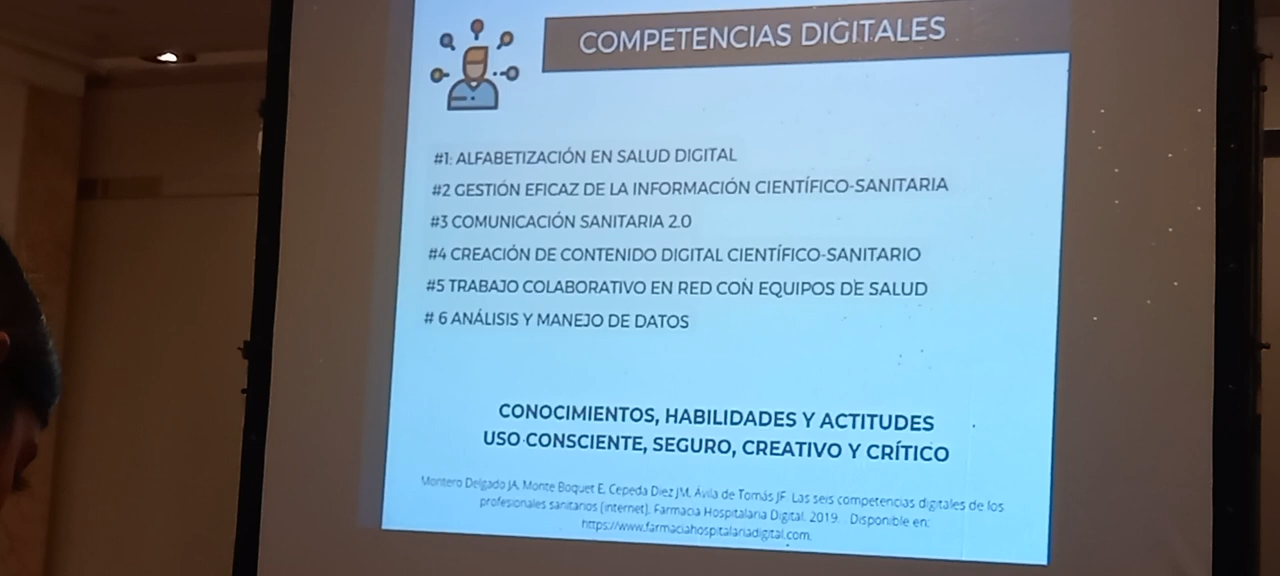 COMPETENCIAS DIGITALES
#1: ALFABETIZACIÓN EN SALUD DIGITAL
#2 GESTIÓN EFICAZ DE LA INFORMACIÓN CIENTÍFICO-SANITARIA
#3 COMUNICACIÓN SANITARIA 2.0
#4 CREACIÓN DE CONTENIDO DIGITAL CIENTÍFICO-SANITARIO
#5 TRABAJO COLABORATIVO EN RED CON EQUIPOS DE SALUD
# 6 ANÁLISIS Y MANEJO DE DATOS
CONOCIMIENTOS, HABILIDADES Y ACTITUDES
USO CONSCIENTE, SEGURO, CREATIVO Y CRÍTICO
Montero Delgado JA, Monte Boquet E, Cepeda Diez JM, Ávila de Tomás JF. Las seis competencias digitales de los
profesionales sanitarios [internet]. Farmacia Hospitalaria Digital. 2019. . Disponible en:
https://www.farmaciahospitalariadigital.com.